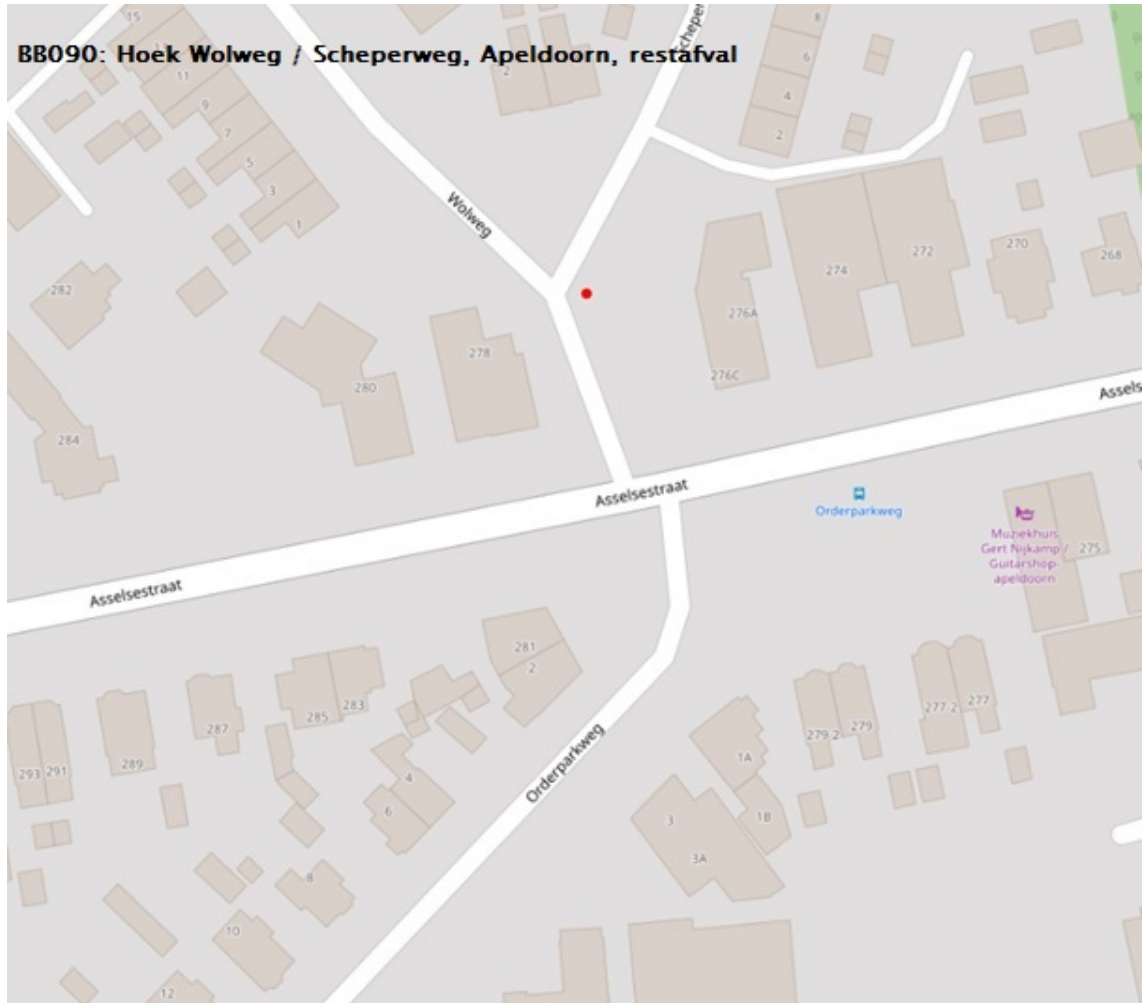 BB090: Hoek Wolweg / Scheperweg, Apeldoorn, restafval
15
11
9
7
5
3
1
2
8
6
4
2
Scheper
Wolweg
282
284
280
278
276A
276C
274
272
270
268
Assels
Asselsestraat
Asselsestraat
Orderparkweg
Muziekhuis
Gert Nijkamp /
Guitarshop-
apeldoorn
275
281
2
283
285
287
289
291
293
4
6
8
10
12
Orderparkweg
1A
1B
3
3A
279-2
279
277-2
277